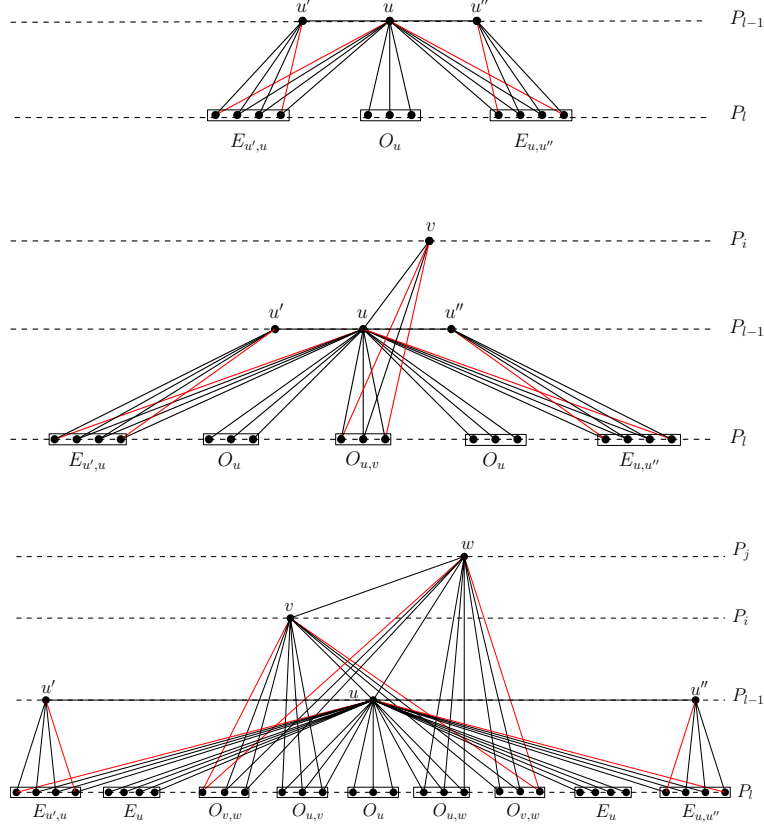 u′ u u″ P_{l−1}
P_l
E_{u′,u} O_u E_{u,u″}
v
P_i
u′ u u″ P_{l−1}
P_l
E_{u′,u} O_u O_{u,v} O_u E_{u,u″}
w P_j
v P_i
u′ u u″ P_{l−1}
P_l
E_{u′,u} E_u O_{v,w} O_{u,v} O_u O_{u,w} O_{v,w} E_u E_{u,u″}